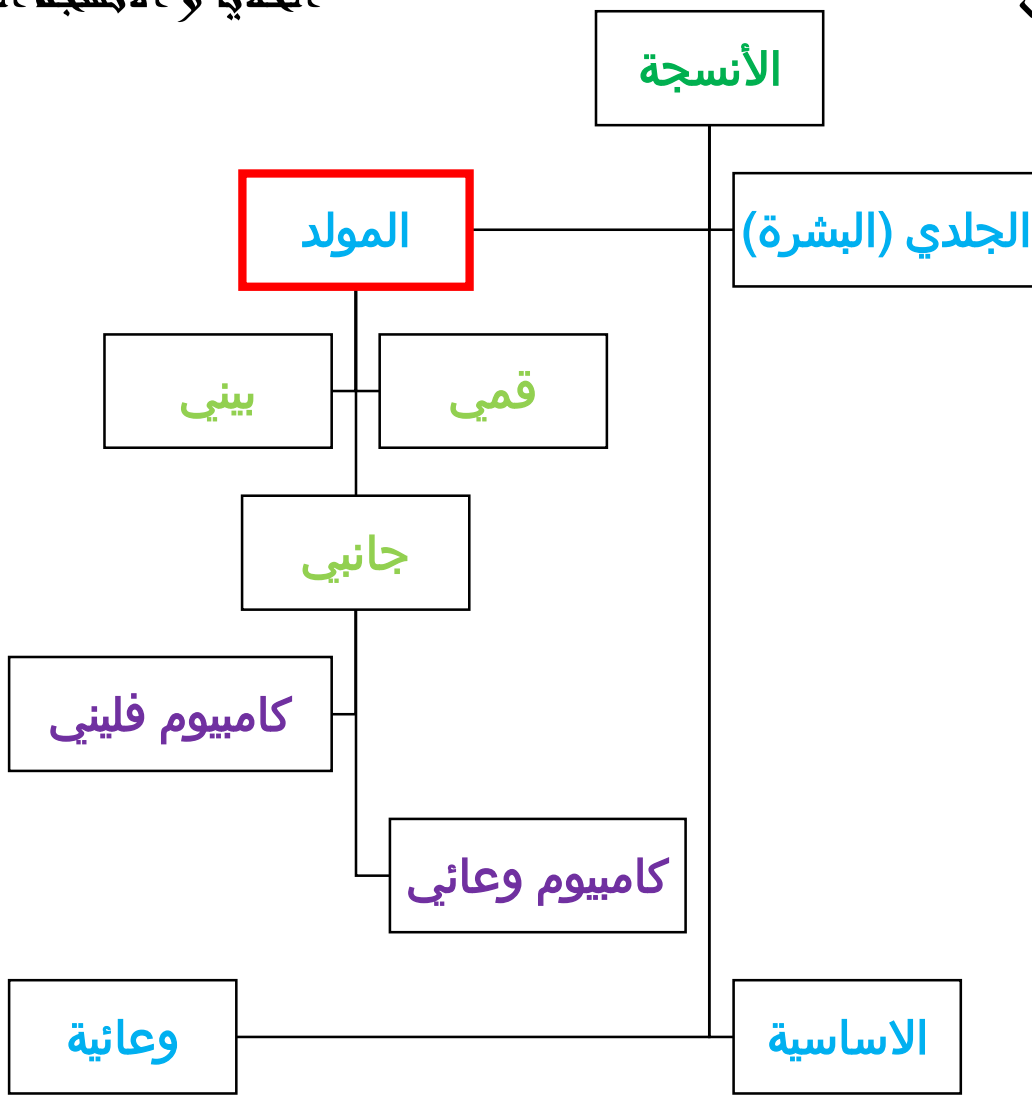 الأنسجة
الجلدي (البشرة)
المولد
قمي
بيني
جانبي
كامبيوم فليني
كامبيوم وعائي
الاساسية
وعائية